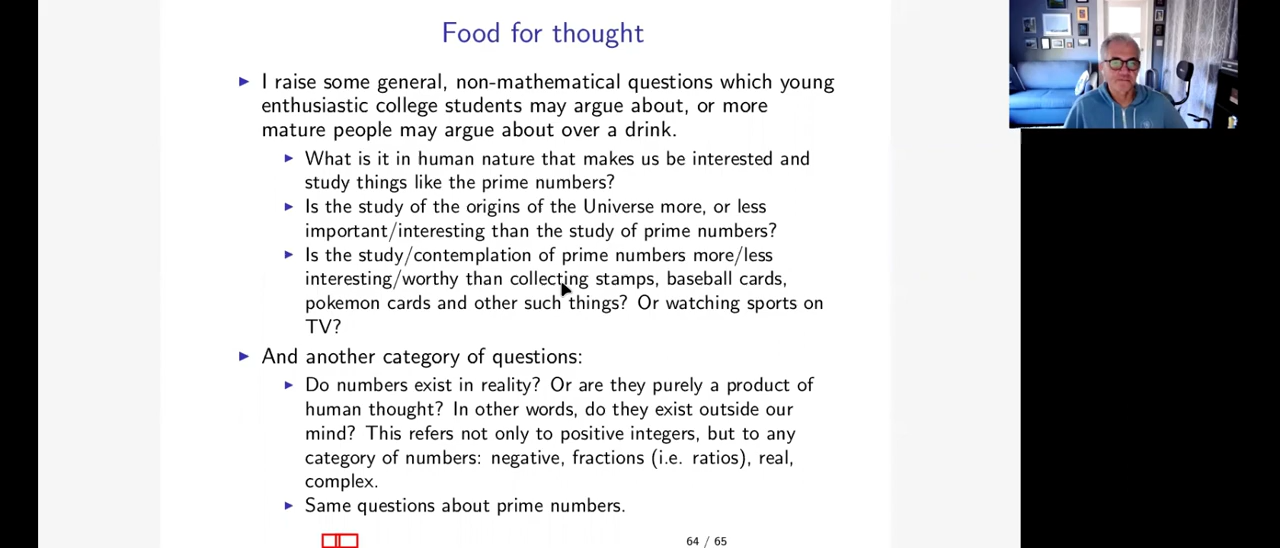 Food for thought
► I raise some general, non-mathematical questions which young
enthusiastic college students may argue about, or more
mature people may argue about over a drink.
► What is it in human nature that makes us be interested and
study things like the prime numbers?
► Is the study of the origins of the Universe more, or less
important/interesting than the study of prime numbers?
► Is the study/contemplation of prime numbers more/less
interesting/worthy than collecting stamps, baseball cards,
pokemon cards and other such things? Or watching sports on
TV?
► And another category of questions:
► Do numbers exist in reality? Or are they purely a product of
human thought? In other words, do they exist outside our
mind? This refers not only to positive integers, but to any
category of numbers: negative, fractions (i.e. ratios), real,
complex.
► Same questions about prime numbers.
64 / 65